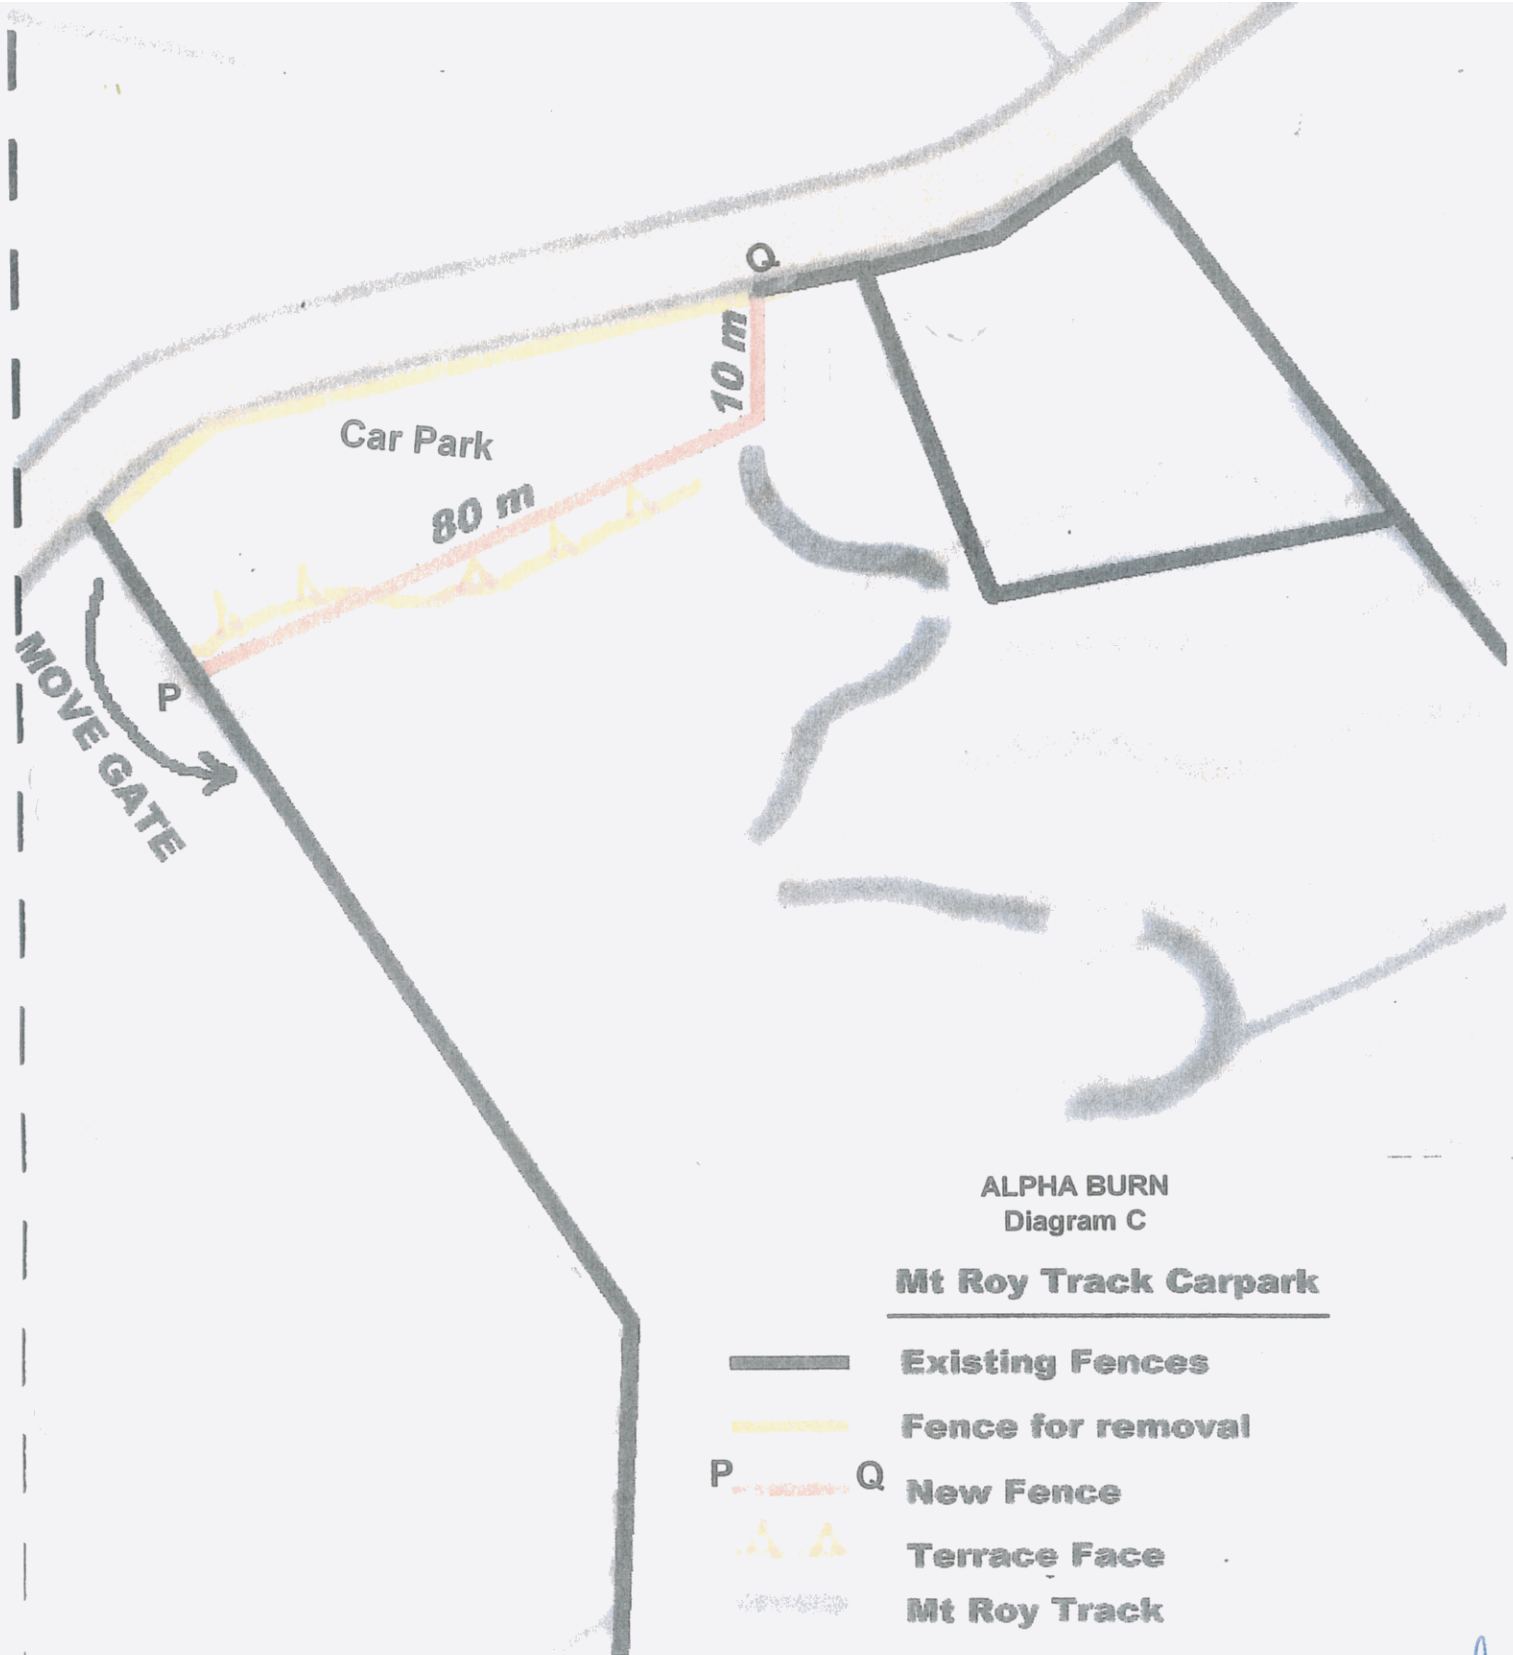 Q
10 m
Car Park
80 m
P
MOVE GATE
ALPHA BURN
Diagram C
Mt Roy Track Carpark
Existing Fences
Fence for removal
P Q New Fence
Terrace Face
Mt Roy Track